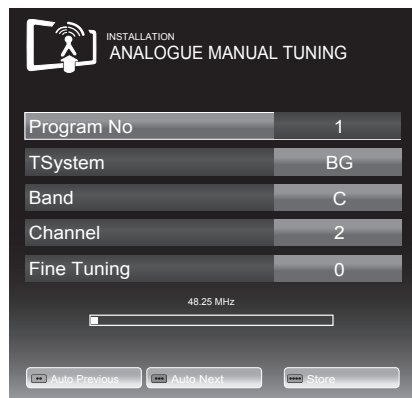 INSTALLATION
ANALOGUE MANUAL TUNING
Program No 1
TSystem BG
Band C
Channel 2
Fine Tuning 0
48.25 MHz
Auto Previous Auto Next Store